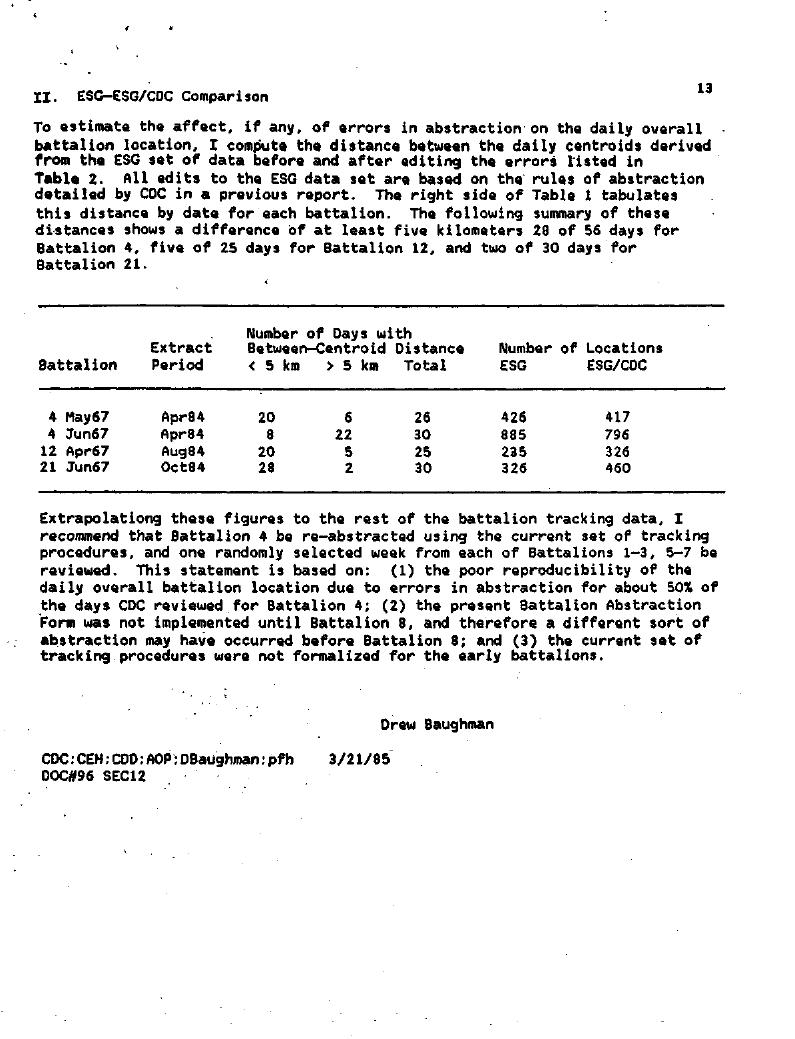 13
II. ESG-ESG/CDC Comparison
To estimate the affect, if any, of errors in abstraction on the daily overall
battalion location, I compute the distance between the daily centroids derived
from the ESG set of data before and after editing the errors listed in
Table 2. All edits to the ESG data set are based on the rules of abstraction
detailed by CDC in a previous report. The right side of Table 1 tabulates
this distance by date for each battalion. The following summary of these
distances shows a difference of at least five kilometers 28 of 56 days for
Battalion 4, five of 25 days for Battalion 12, and two of 30 days for
Battalion 21.
Number of Days with
Extract Between-Centroid Distance Number of Locations
Battalion Period < 5 km > 5 km Total ESG ESG/CDC
4 May67 Apr84 20 6 26 426 417
4 Jun67 Apr84 8 22 30 885 796
12 Apr67 Aug84 20 5 25 235 326
21 Jun67 Oct84 28 2 30 326 460
Extrapolationg these figures to the rest of the battalion tracking data, I
recommend that Battalion 4 be re-abstracted using the current set of tracking
procedures, and one randomly selected week from each of Battalions 1-3, 5-7 be
reviewed. This statement is based on: (1) the poor reproducibility of the
daily overall battalion location due to errors in abstraction for about 50% of
the days CDC reviewed for Battalion 4; (2) the present Battalion Abstraction
Form was not implemented until Battalion 8, and therefore a different sort of
abstraction may have occurred before Battalion 8; and (3) the current set of
tracking procedures were not formalized for the early battalions.
Drew Baughman
CDC:CEH:CDD:AOP:DBaughman:pfh 3/21/85
DOC#96 SEC12